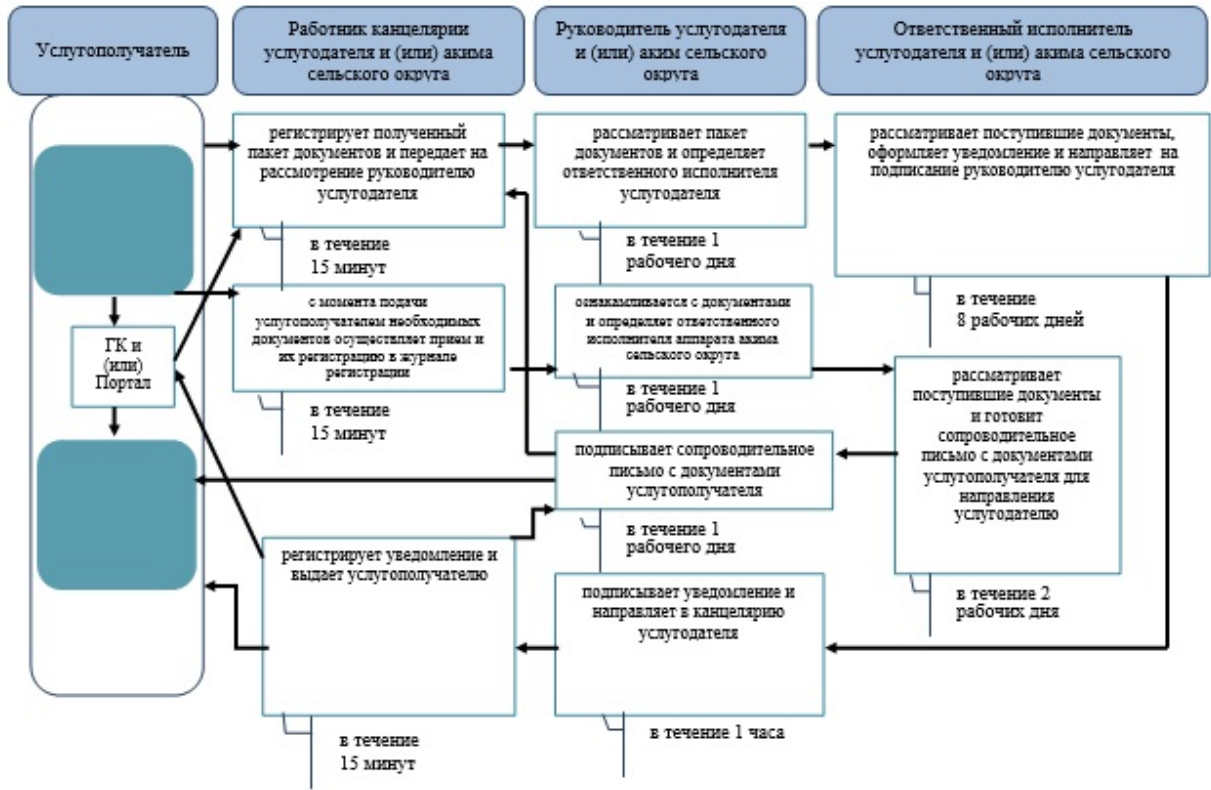 Услугополучатель
Работник канцелярии
услугодателя и (или) акима
сельского округа
Руководитель услугодателя
и (или) аким сельского
округа
Ответственный исполнитель
услугодателя и (или) акима сельского
округа
регистрирует полученный
пакет документов и передает на
рассмотрение руководителю
услугодателя
в течение
15 минут
рассматривает пакет
документов и определяет
ответственного исполнителя
услугодателя
в течение 1
рабочего дня
рассматривает поступившие документы,
оформляет уведомление и направляет на
подписание руководителю услугодателя
в течение
8 рабочих дней
ГК и
(или)
Портал
с момента подачи
услугополучателем необходимых
документов осуществляет прием и
их регистрацию в журнале
регистрации
в течение
15 минут
ознакамливается с документами
и определяет ответственного
исполнителя аппарата акима
сельского округа
в течение 1
рабочего дня
рассматривает
поступившие документы
и готовит
сопроводительное
письмо с документами
услугополучателя для
направления
услугодателю
в течение 2
рабочих дня
подписывает сопроводительное
письмо с документами
услугополучателя
в течение 1
рабочего дня
регистрирует уведомление и
выдает услугополучателю
в течение
15 минут
подписывает уведомление и
направляет в канцелярию
услугодателя
в течение 1 часа